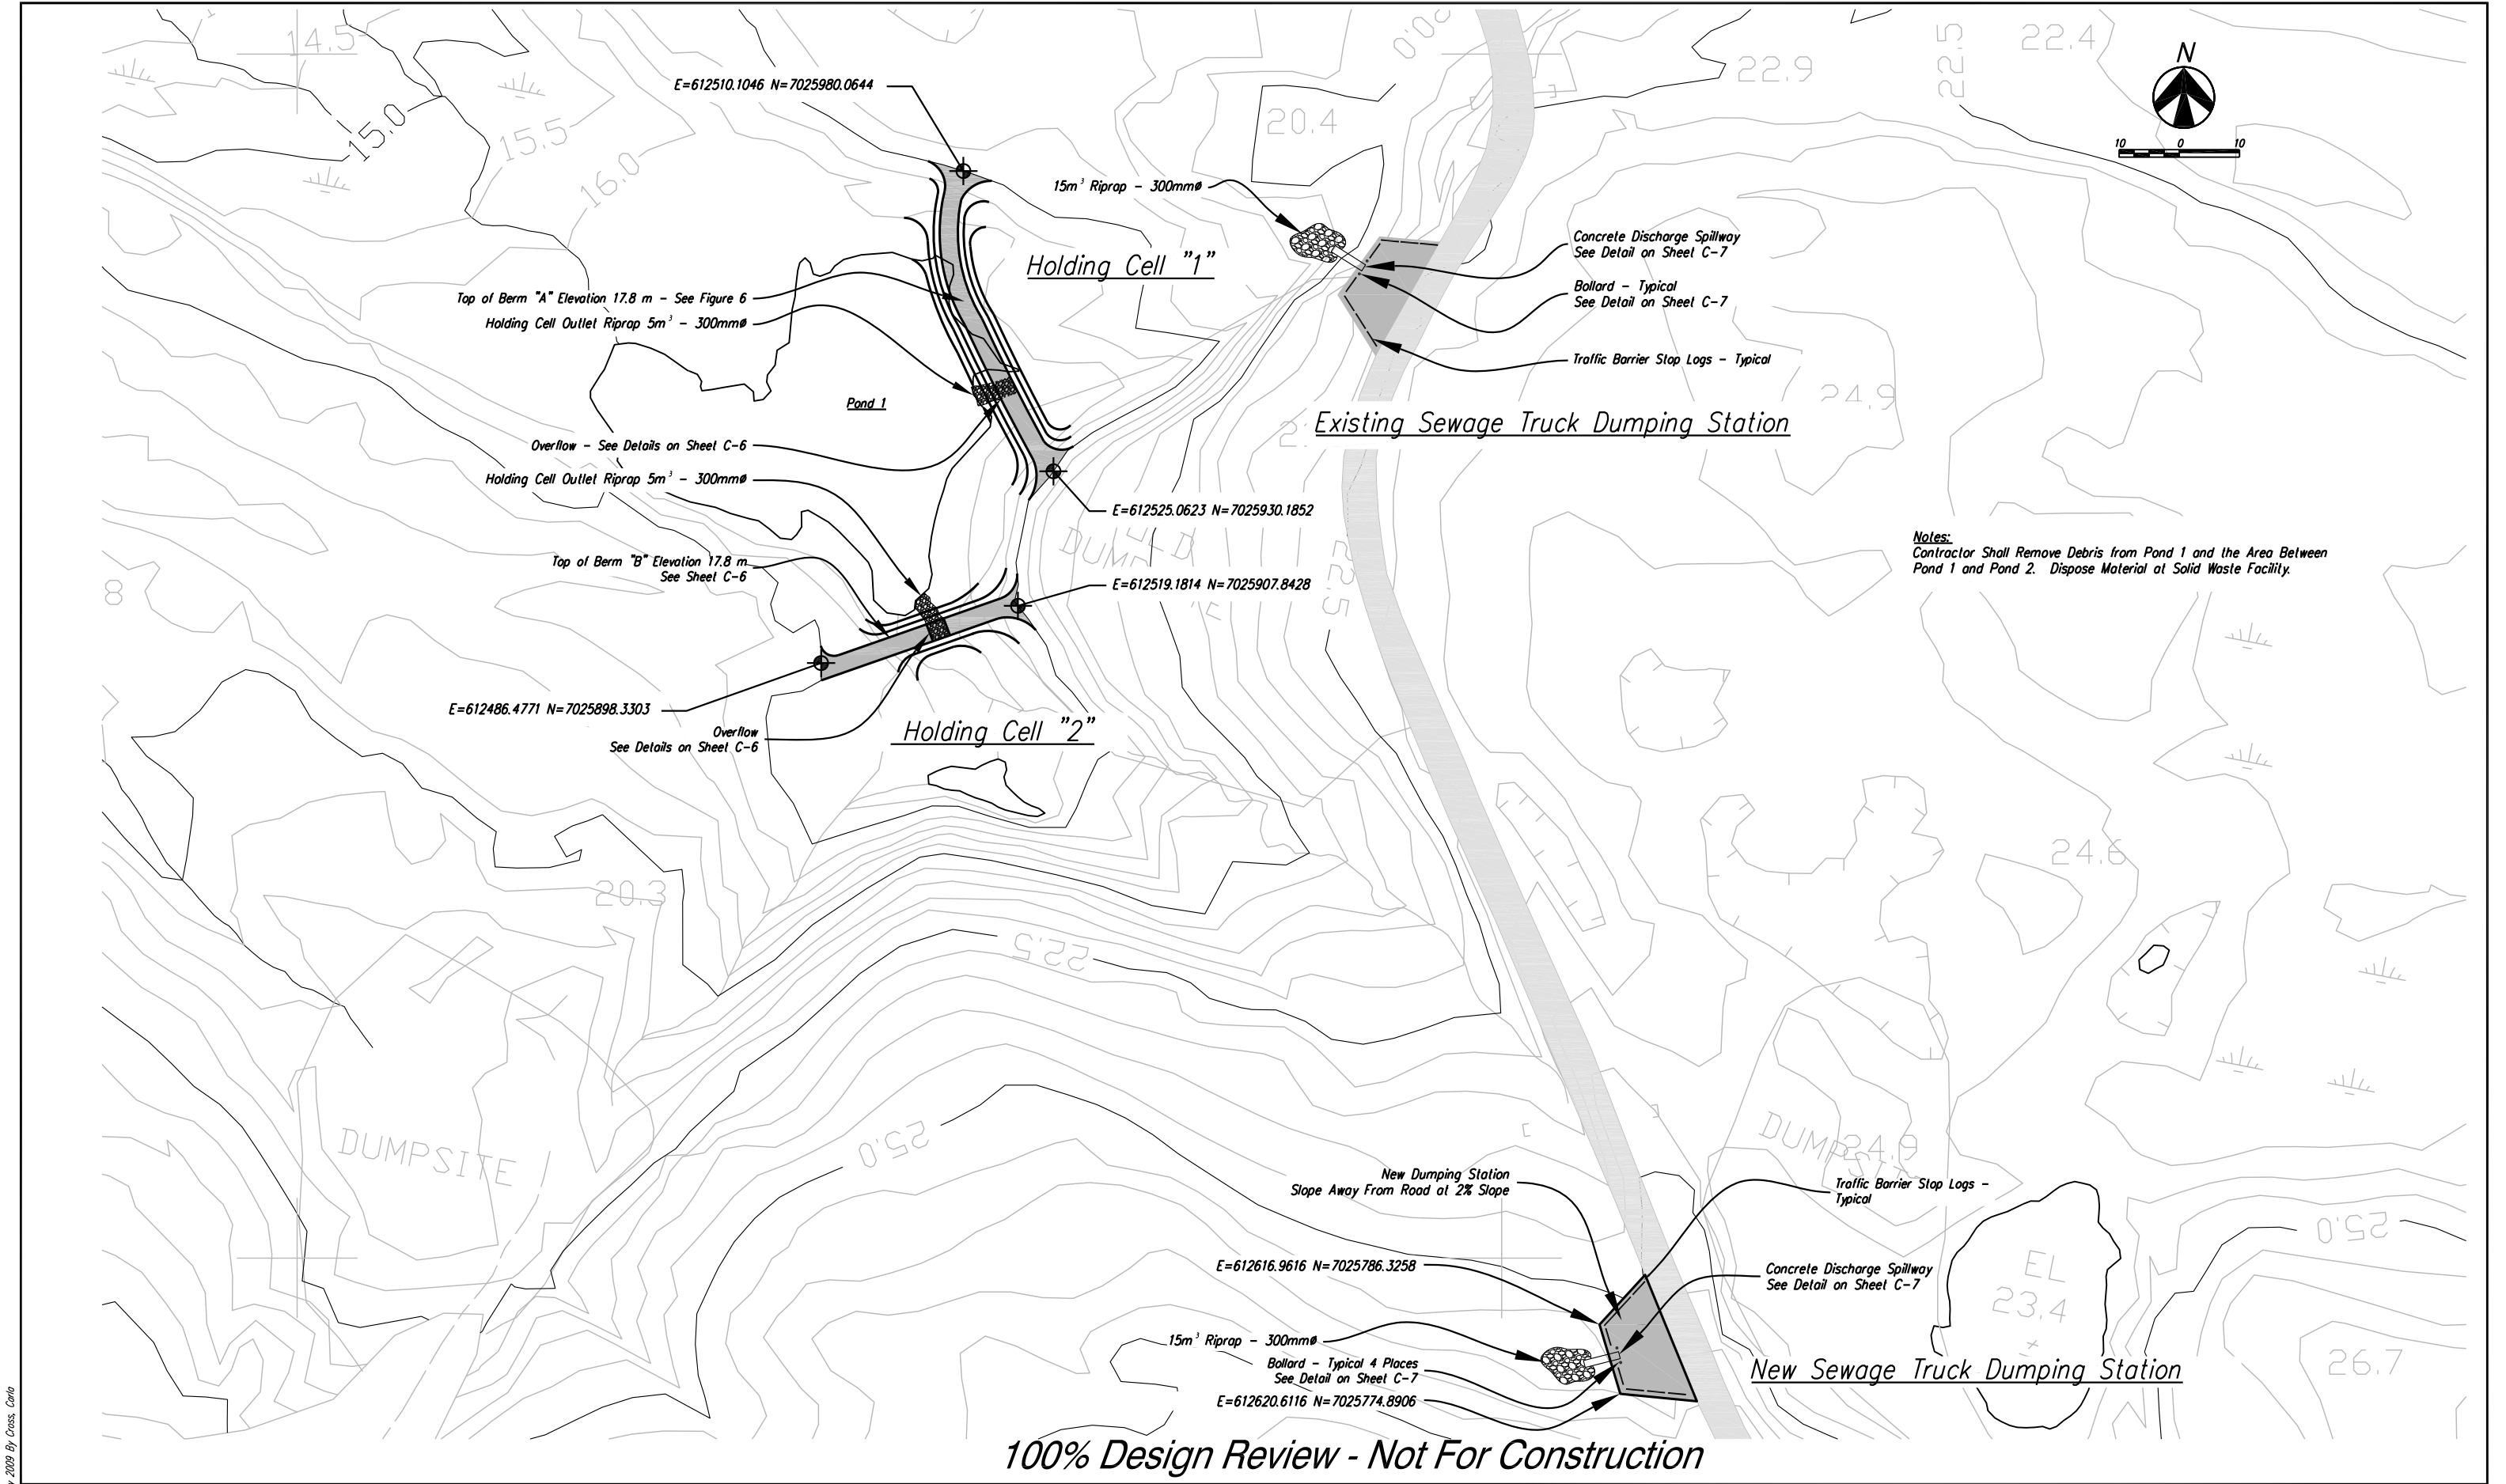 14.5
15.0
15.5
16.0
E=612510.1046 N=7025980.0644
20.4
22.9
22.5
22.4
N
10 0 10
15m³ Riprap - 300mmø
Holding Cell "1"
Concrete Discharge Spillway
See Detail on Sheet C-7
Bollard - Typical
See Detail on Sheet C-7
Top of Berm "A" Elevation 17.8 m - See Figure 6
Holding Cell Outlet Riprap 5m³ - 300mmø
Traffic Barrier Stop Logs - Typical
Pond 1
24.9
Existing Sewage Truck Dumping Station
Overflow - See Details on Sheet C-6
Holding Cell Outlet Riprap 5m³ - 300mmø
E=612525.0623 N=7025930.1852
Notes:
Contractor Shall Remove Debris from Pond 1 and the Area Between
Pond 1 and Pond 2. Dispose Material at Solid Waste Facility.
Top of Berm "B" Elevation 17.8 m
See Sheet C-6
E=612519.1814 N=7025907.8428
8
22.5
E=612486.4771 N=7025898.3303
Overflow
See Details on Sheet C-6
Holding Cell "2"
20.3
24.6
22.5
25.0
DUMPSITE
24.9
New Dumping Station
Slope Away From Road at 2% Slope
Traffic Barrier Stop Logs -
Typical
25.0
E=612616.9616 N=7025786.3258
Concrete Discharge Spillway
See Detail on Sheet C-7
EL
23.4
15m³ Riprap - 300mmø
Bollard - Typical 4 Places
See Detail on Sheet C-7
E=612620.6116 N=7025774.8906
New Sewage Truck Dumping Station
26.7
100% Design Review - Not For Construction
2009 By Cross, Carla